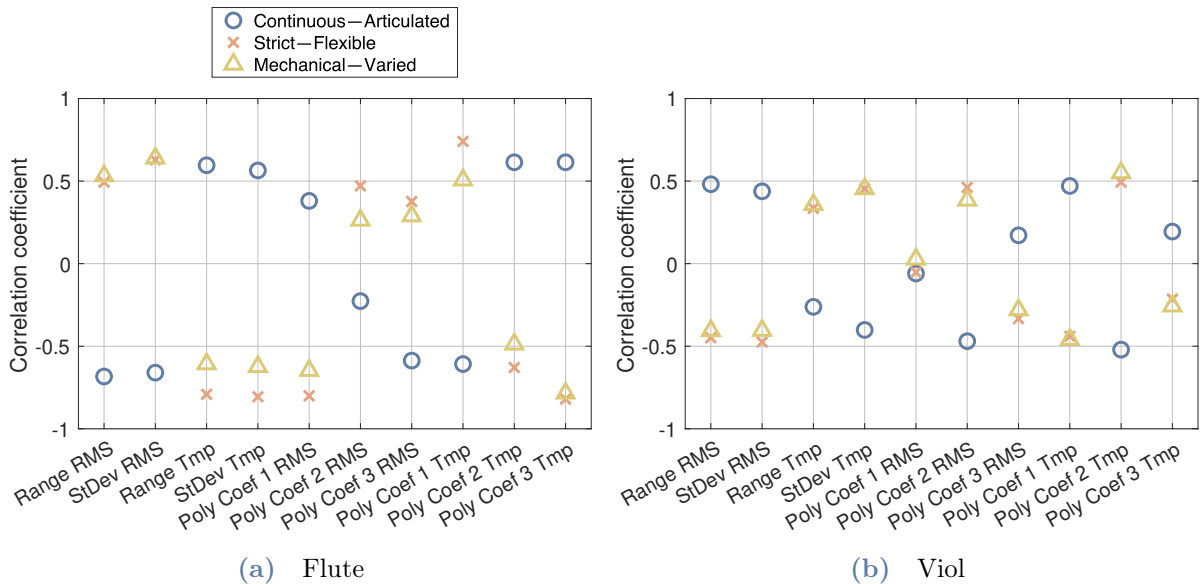 Continuous—Articulated
Strict—Flexible
Mechanical—Varied
1
0.5
0
-0.5
-1
Correlation coefficient
Range RMS
StDev RMS
Range Tmp
StDev Tmp
Poly Coef 1 RMS
Poly Coef 2 RMS
Poly Coef 3 RMS
Poly Coef 1 Tmp
Poly Coef 2 Tmp
Poly Coef 3 Tmp
(a) Flute
1
0.5
0
-0.5
-1
Correlation coefficient
Range RMS
StDev RMS
Range Tmp
StDev Tmp
Poly Coef 1 RMS
Poly Coef 2 RMS
Poly Coef 3 RMS
Poly Coef 1 Tmp
Poly Coef 2 Tmp
Poly Coef 3 Tmp
(b) Viol